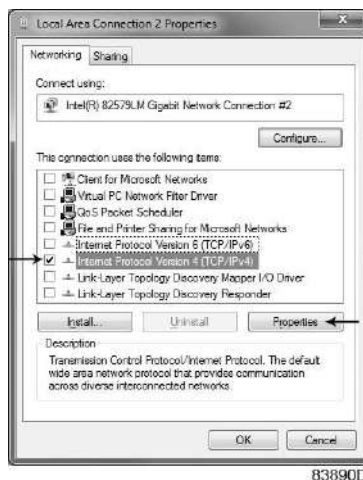 Local Area Connection 2 Properties
X
Networking
Sharing
Connect using:
Intel(R) 82579LM Gigabit Network Connection #2
Configure...
This connection uses the following items:
Client for Microsoft Networks
Virtual PC Network Filter Driver
QoS Packet Scheduler
File and Printer Sharing for Microsoft Networks
Internet Protocol Version 6 (TCP/IPv6)
Internet Protocol Version 4 (TCP/IPv4)
Link-Layer Topology Discovery Mapper I/O Driver
Link-Layer Topology Discovery Responder
Install...
Uninstall
Properties
Description
Transmission Control Protocol/Internet Protocol. The default
wide area network protocol that provides communication
across diverse interconnected networks.
OK
Cancel
83890D